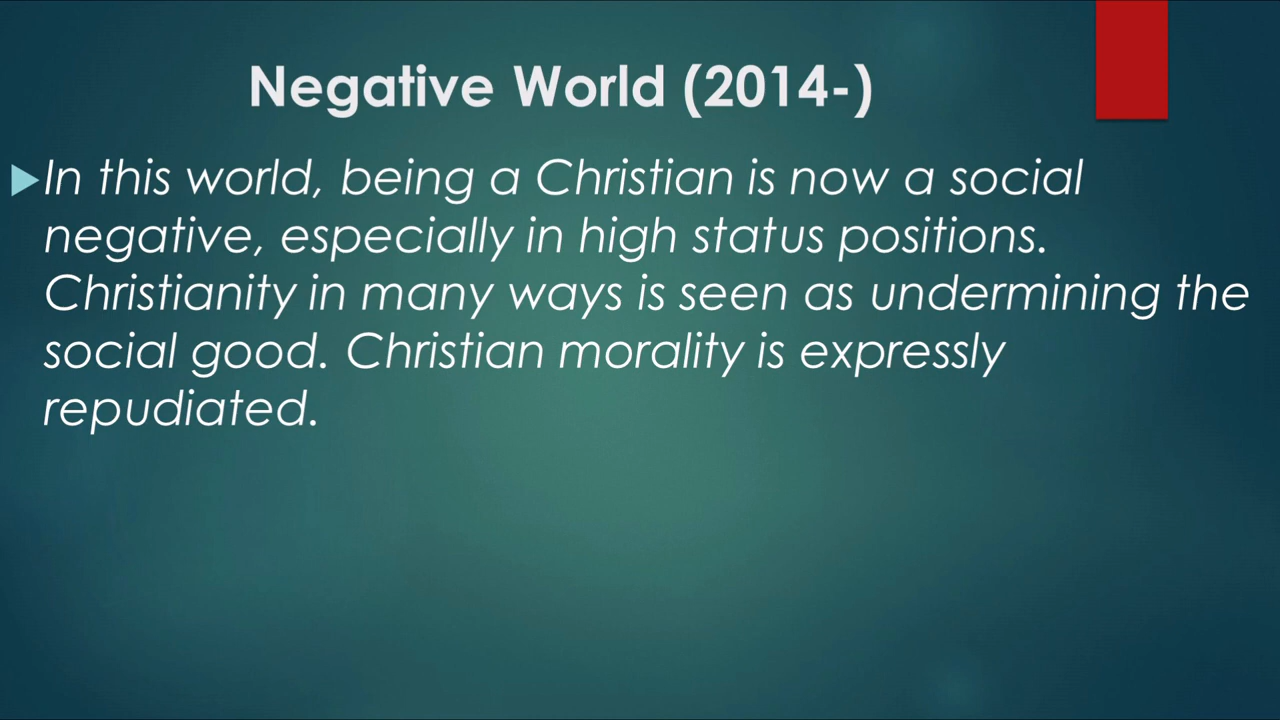 Negative World (2014-)
In this world, being a Christian is now a social
negative, especially in high status positions.
Christianity in many ways is seen as undermining the
social good. Christian morality is expressly
repudiated.